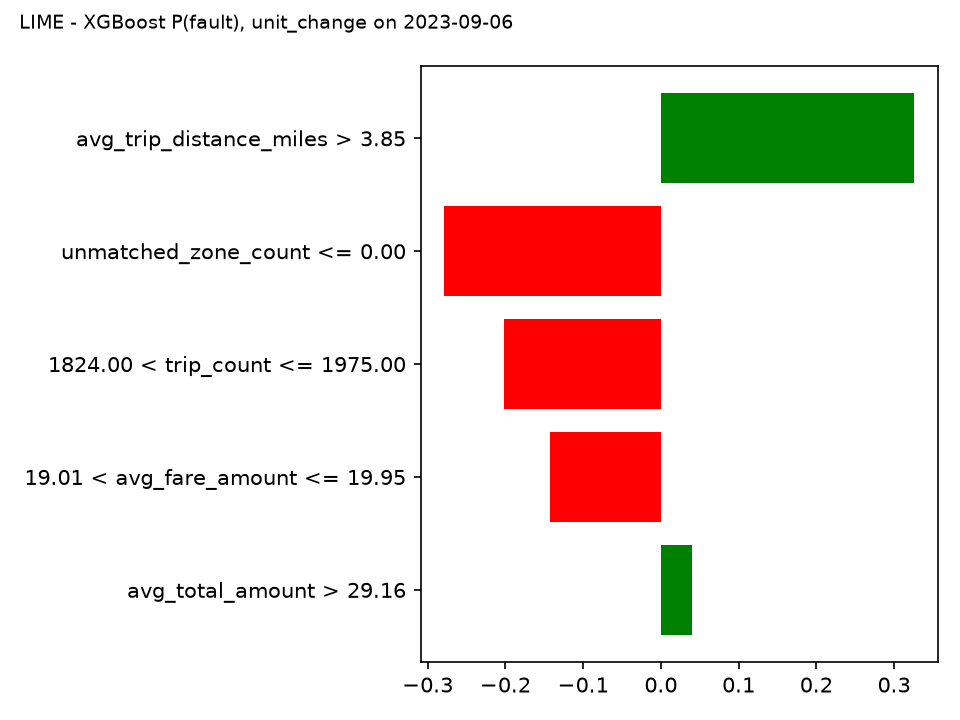 LIME - XGBoost P(fault), unit_change on 2023-09-06
avg_trip_distance_miles > 3.85
unmatched_zone_count <= 0.00
1824.00 < trip_count <= 1975.00
19.01 < avg_fare_amount <= 19.95
avg_total_amount > 29.16
−0.3 −0.2 −0.1 0.0 0.1 0.2 0.3